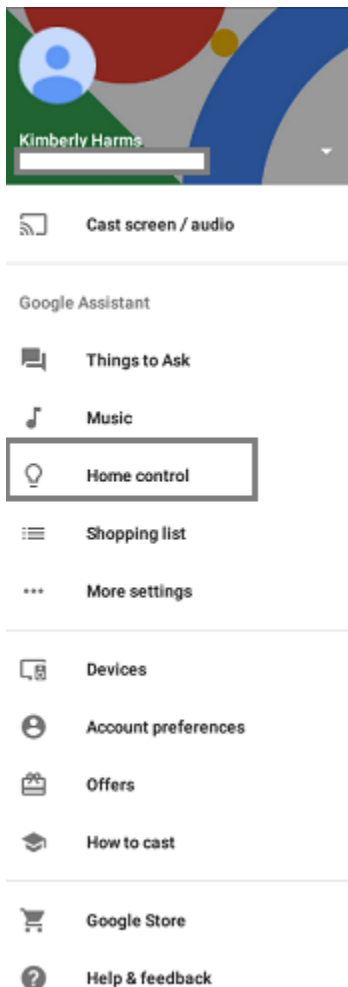 Kimberly Harms
Cast screen / audio
Google Assistant
Things to Ask
Music
Home control
Shopping list
More settings
Devices
Account preferences
Offers
How to cast
Google Store
Help & feedback